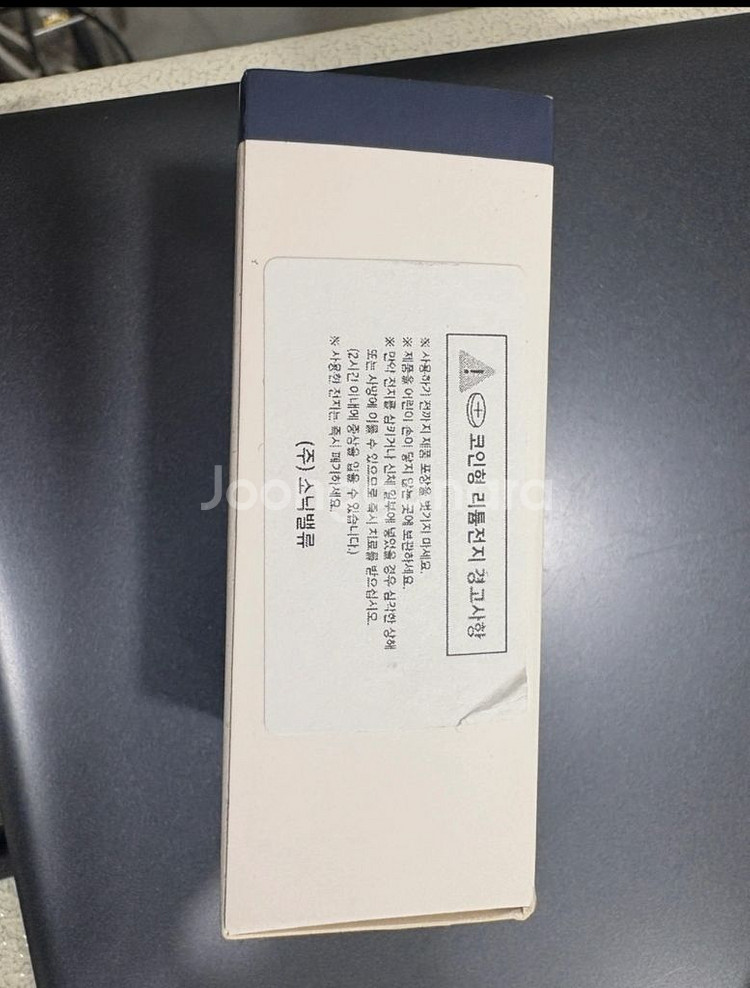 코인형 리튬전지 경고사항
※ 사용하기 전까지 제품 포장을 벗기지 마세요.
※ 제품을 어린이 손이 닿지 않는 곳에 보관하세요.
※ 만약 전지를 삼키거나 신체 일부에 넣었을 경우 심각한 상해
또는 사망에 이를 수 있으므로 즉시 치료를 받으십시오.
(2시간 이내에 중상을 입을 수 있습니다.)
※ 사용한 전지는 즉시 폐기하세요.
(주) 소닉밸류
Joongonara